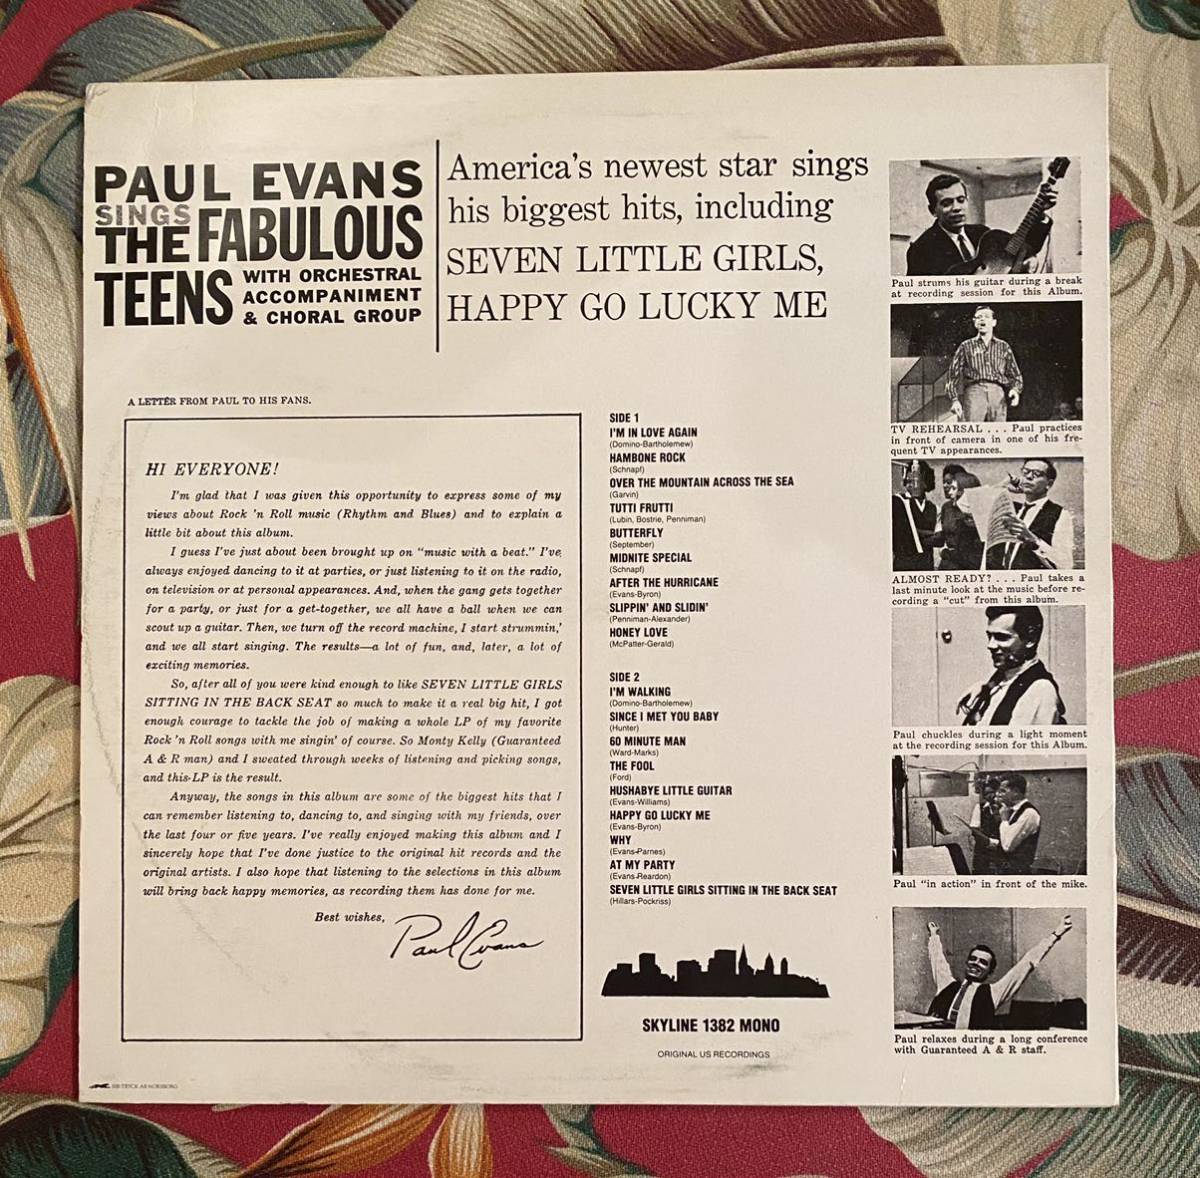 PAUL EVANS
SINGS
THE FABULOUS
TEENS
WITH ORCHESTRAL
ACCOMPANIMENT
& CHORAL GROUP
America's newest star sings
his biggest hits, including
SEVEN LITTLE GIRLS,
HAPPY GO LUCKY ME
A LETTER FROM PAUL TO HIS FANS.
HI EVERYONE!
I'm glad that I was given this opportunity to express some of my
views about Rock 'n Roll music (Rhythm and Blues) and to explain a
little bit about this album.
I guess I've just about been brought up on "music with a beat." I've
always enjoyed dancing to it at parties, or just listening to it on the radio,
on television or at personal appearances. And, when the gang gets together
for a party, or just for a get-together, we all have a ball when we can
scout up a guitar. Then, we turn off the record machine, I start strummin,'
and we all start singing. The results—a lot of fun, and, later, a lot of
exciting memories.
So, after all of you were kind enough to like SEVEN LITTLE GIRLS
SITTING IN THE BACK SEAT so much to make it a real big hit, I got
enough courage to tackle the job of making a whole LP of my favorite
Rock 'n Roll songs with me singin' of course. So Monty Kelly (Guaranteed
A & R man) and I sweated through weeks of listening and picking songs,
and this LP is the result.
Anyway, the songs in this album are some of the biggest hits that I
can remember listening to, dancing to, and singing with my friends, over
the last four or five years. I've really enjoyed making this album and I
sincerely hope that I've done justice to the original hit records and the
original artists. I also hope that listening to the selections in this album
will bring back happy memories, as recording them has done for me.
Best wishes,
Paul Evans
SIDE 1
I'M IN LOVE AGAIN
(Domino-Bartholemew)
HAMBONE ROCK
(Schnapf)
OVER THE MOUNTAIN ACROSS THE SEA
(Garvin)
TUTTI FRUTTI
(Lubin, Bostrie, Penniman)
BUTTERFLY
(September)
MIDNITE SPECIAL
(Schnapf)
AFTER THE HURRICANE
(Evans-Byron)
SLIPPIN' AND SLIDIN'
(Penniman-Alexander)
HONEY LOVE
(McPatter-Gerald)
SIDE 2
I'M WALKING
(Domino-Bartholemew)
SINCE I MET YOU BABY
(Hunter)
60 MINUTE MAN
(Ward-Marks)
THE FOOL
(Ford)
HUSHABYE LITTLE GUITAR
(Evans-Williams)
HAPPY GO LUCKY ME
(Evans-Byron)
WHY
(Evans-Parnes)
AT MY PARTY
(Evans-Reardon)
SEVEN LITTLE GIRLS SITTING IN THE BACK SEAT
(Hillars-Pockriss)
SKYLINE 1382 MONO
ORIGINAL US RECORDINGS
Paul strums his guitar during a break
at recording session for this Album.
TV REHEARSAL . . . Paul practices
in front of camera in one of his fre-
quent TV appearances.
ALMOST READY? . . . Paul takes a
last minute look at the music before re-
cording a "cut" from this album.
Paul chuckles during a light moment
at the recording session for this Album.
Paul "in action" in front of the mike.
Paul relaxes during a long conference
with Guaranteed A & R staff.